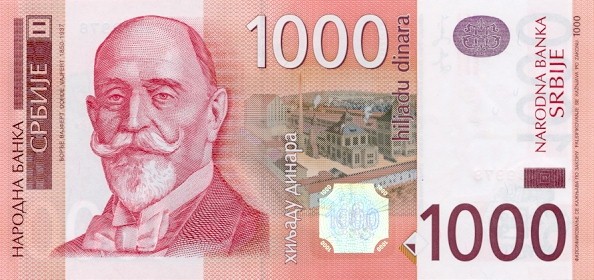 НАРОДНА БАНКА
СРБИЈЕ
ЂОРЂЕ ВАЈФЕРТ, ĐORĐE VAJFERT 1850-1937
1000
хиљаду динара
hiljadu dinara
1000
NARODNA BANKA
SRBIJE
ФАЛСИФИКОВАЊЕ СЕ КАЖЊАВА ПО ЗАКОНУ
FALSIFIKOVANJE SE KAŽNJAVA PO ZAKONU
1000